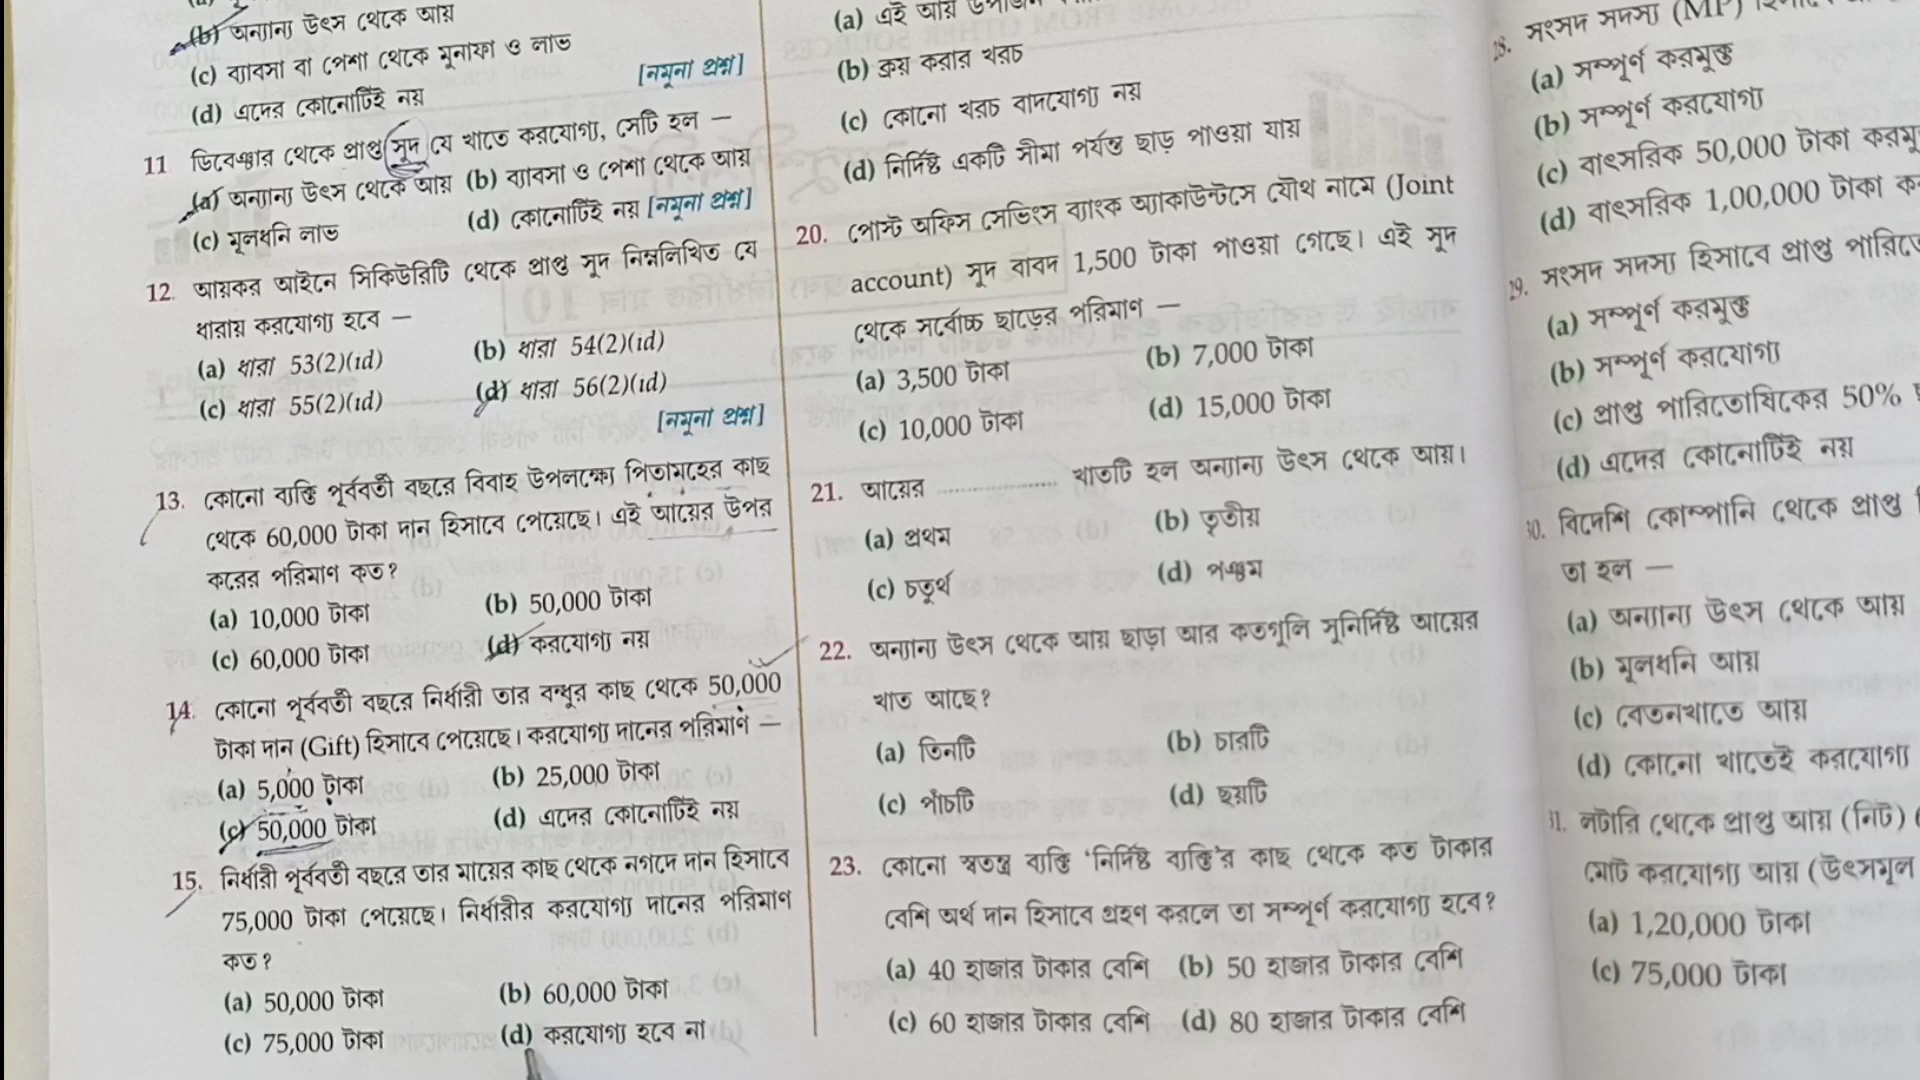 (b) অন্যান্য উৎস থেকে আয়
(c) ব্যাবসা বা পেশা থেকে মুনাফা ও লাভ
(d) এদের কোনোটিই নয় [নমুনা প্রশ্ন]
11 ডিবেঞ্চার থেকে প্রাপ্ত সুদ যে খাতে করযোগ্য, সেটি হল —
(a) অন্যান্য উৎস থেকে আয় (b) ব্যাবসা ও পেশা থেকে আয়
(c) মূলধনি লাভ (d) কোনোটিই নয় [নমুনা প্রশ্ন]
12. আয়কর আইনে সিকিউরিটি থেকে প্রাপ্ত সুদ নিম্নলিখিত যে
ধারায় করযোগ্য হবে —
(a) ধারা 53(2)(id) (b) ধারা 54(2)(id)
(c) ধারা 55(2)(id) (d) ধারা 56(2)(id)
[নমুনা প্রশ্ন]
13. কোনো ব্যক্তি পূর্ববর্তী বছরে বিবাহ উপলক্ষ্যে পিতামহের কাছ
থেকে 60,000 টাকা দান হিসাবে পেয়েছে। এই আয়ের উপর
করের পরিমাণ কত?
(a) 10,000 টাকা (b) 50,000 টাকা
(c) 60,000 টাকা (d) করযোগ্য নয়
14. কোনো পূর্ববর্তী বছরে নির্ধারী তার বন্ধুর কাছ থেকে 50,000
টাকা দান (Gift) হিসাবে পেয়েছে। করযোগ্য দানের পরিমাণ —
(a) 5,000 টাকা (b) 25,000 টাকা
(c) 50,000 টাকা (d) এদের কোনোটিই নয়
15. নির্ধারী পূর্ববর্তী বছরে তার মায়ের কাছ থেকে নগদে দান হিসাবে
75,000 টাকা পেয়েছে। নির্ধারীর করযোগ্য দানের পরিমাণ
কত?
(a) 50,000 টাকা (b) 60,000 টাকা
(c) 75,000 টাকা (d) করযোগ্য হবে না
(a) এই আয়
(b) ক্রয় করার খরচ
(c) কোনো খরচ বাদযোগ্য নয়
(d) নির্দিষ্ট একটি সীমা পর্যন্ত ছাড় পাওয়া যায়
20. পোস্ট অফিস সেভিংস ব্যাংক অ্যাকাউন্টসে যৌথ নামে (Joint
account) সুদ বাবদ 1,500 টাকা পাওয়া গেছে। এই সুদ
থেকে সর্বোচ্চ ছাড়ের পরিমাণ —
(a) 3,500 টাকা (b) 7,000 টাকা
(c) 10,000 টাকা (d) 15,000 টাকা
21. আয়ের .................... খাতটি হল অন্যান্য উৎস থেকে আয়।
(a) প্রথম (b) তৃতীয়
(c) চতুর্থ (d) পঞ্চম
22. অন্যান্য উৎস থেকে আয় ছাড়া আর কতগুলি সুনির্দিষ্ট আয়ের
খাত আছে?
(a) তিনটি (b) চারটি
(c) পাঁচটি (d) ছয়টি
23. কোনো স্বতন্ত্র ব্যক্তি 'নির্দিষ্ট ব্যক্তি'র কাছ থেকে কত টাকার
বেশি অর্থ দান হিসাবে গ্রহণ করলে তা সম্পূর্ণ করযোগ্য হবে?
(a) 40 হাজার টাকার বেশি (b) 50 হাজার টাকার বেশি
(c) 60 হাজার টাকার বেশি (d) 80 হাজার টাকার বেশি
28. সংসদ সদস্য (MP)
(a) সম্পূর্ণ করমুক্ত
(b) সম্পূর্ণ করযোগ্য
(c) বাৎসরিক 50,000 টাকা
(d) বাৎসরিক 1,00,000 টাকা
29. সংসদ সদস্য হিসাবে প্রাপ্ত
(a) সম্পূর্ণ করমুক্ত
(b) সম্পূর্ণ করযোগ্য
(c) প্রাপ্ত পারিতোষিকের 50%
(d) এদের কোনোটিই নয়
30. বিদেশি কোম্পানি থেকে প্রাপ্ত
তা হল —
(a) অন্যান্য উৎস থেকে আয়
(b) মূলধনি আয়
(c) বেতনখাতে আয়
(d) কোনো খাতেই করযোগ্য
31. লটারি থেকে প্রাপ্ত আয় (নিট)
মোট করযোগ্য আয় (উৎসমূল
(a) 1,20,000 টাকা
(c) 75,000 টাকা